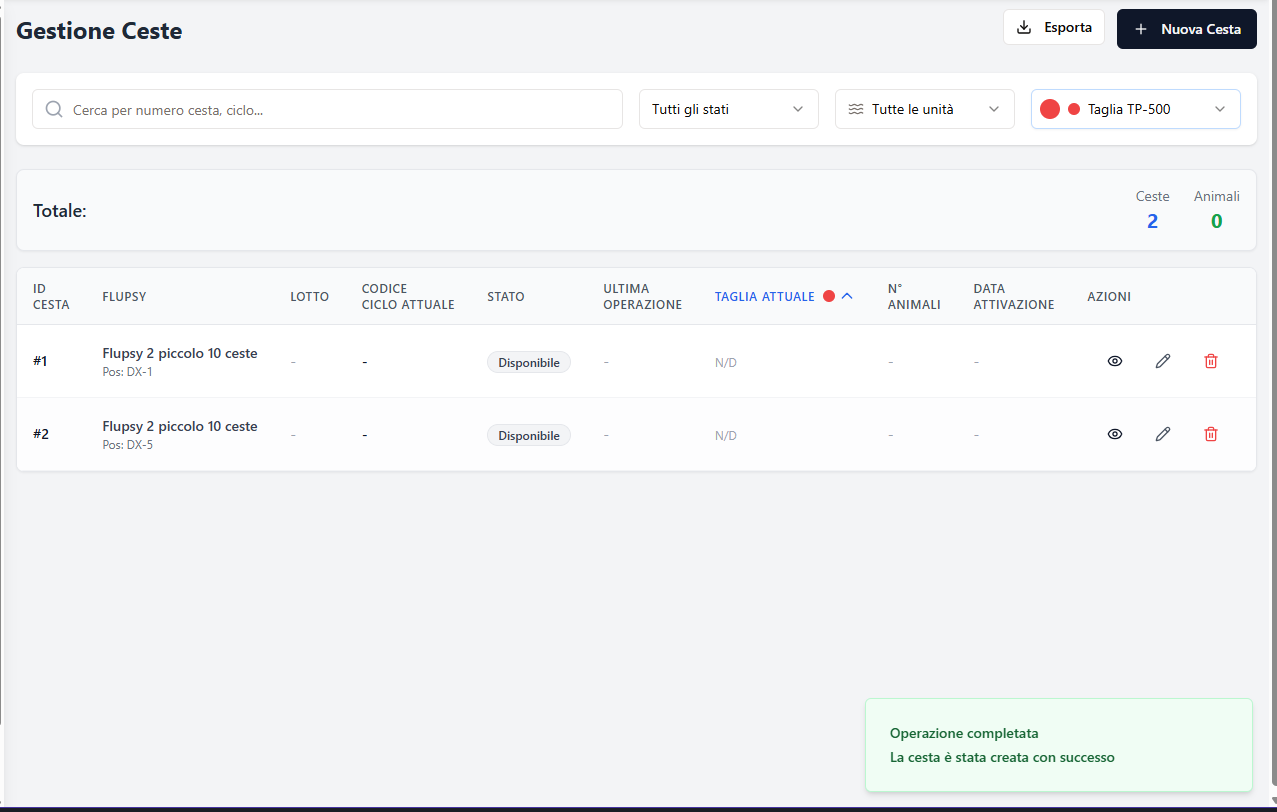 Gestione Ceste
Esporta
Nuova Cesta
Cerca per numero cesta, ciclo...
Tutti gli stati
Tutte le unità
Taglia TP-500
Totale:
Ceste
Animali
2
0
ID CESTA
FLUPSY
LOTTO
CODICE CICLO ATTUALE
STATO
ULTIMA OPERAZIONE
TAGLIA ATTUALE
N° ANIMALI
DATA ATTIVAZIONE
AZIONI
#1
Flupsy 2 piccolo 10 ceste
Pos: DX-1
-
-
Disponibile
-
N/D
-
-
#2
Flupsy 2 piccolo 10 ceste
Pos: DX-5
-
-
Disponibile
-
N/D
-
-
Operazione completata
La cesta è stata creata con successo